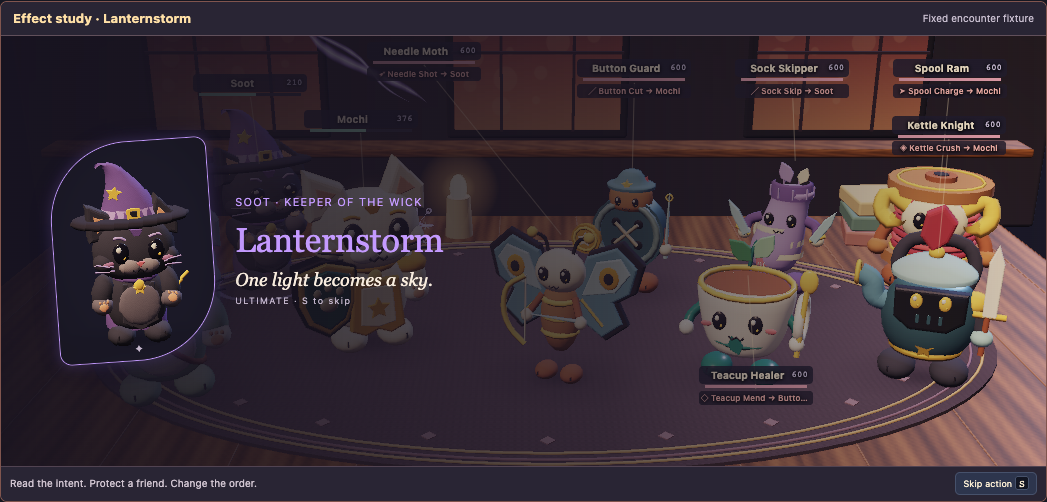 Effect study · Lanternstorm
Fixed encounter fixture
Needle Moth 600
✓ Needle Shot → Soot
Soot 210
Mochi 376
Button Guard 600
⟋ Button Cut → Mochi
Sock Skipper 600
⟋ Sock Skip → Soot
Spool Ram 600
➤ Spool Charge → Mochi
Kettle Knight 600
◈ Kettle Crush → Mochi
SOOT · KEEPER OF THE WICK
Lanternstorm
One light becomes a sky.
ULTIMATE · S to skip
Teacup Healer 600
◇ Teacup Mend → Butto...
Read the intent. Protect a friend. Change the order.
Skip action S